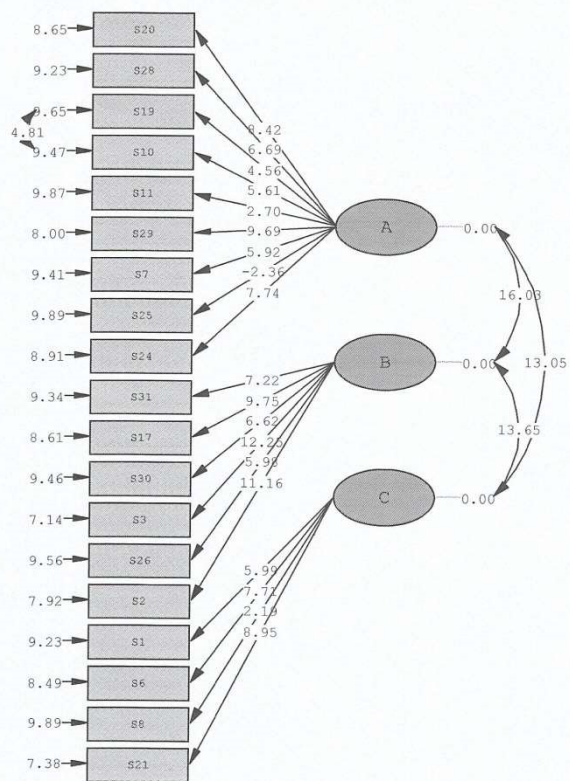 8.65 S20
9.23 S28
9.65 S19
4.81
9.47 S10
9.87 S11
8.00 S29
9.41 S7
9.89 S25
8.91 S24
9.34 S31
8.61 S17
9.46 S30
7.14 S3
9.56 S26
7.92 S2
9.23 S1
8.49 S6
9.89 S8
7.38 S21
8.42
6.69
4.56
5.61
2.70
9.69
5.92
-2.36
7.74
7.22
9.75
6.62
12.25
5.98
11.16
5.99
7.71
2.19
8.95
A 0.00
16.03
B 0.00
13.05
13.65
C 0.00